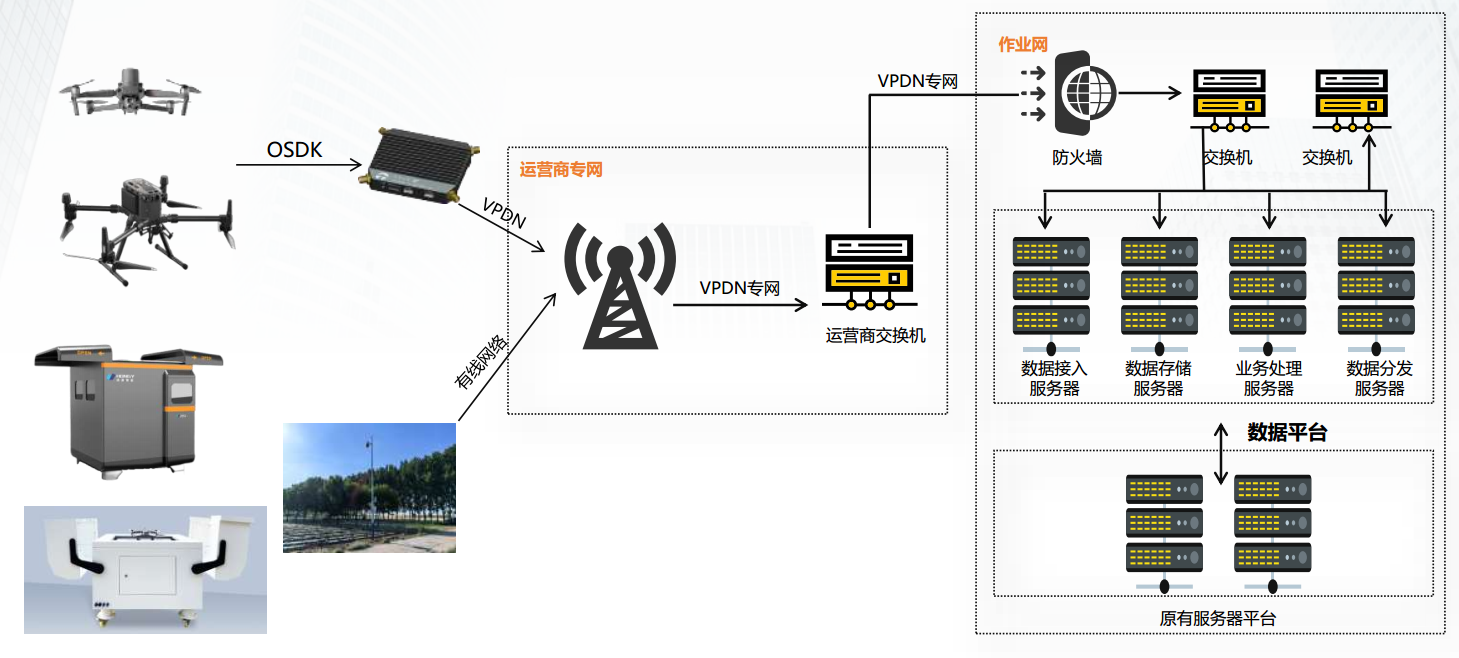 OSDK
VPDN
有线网络
运营商专网
VPDN专网
运营商交换机
VPDN专网
作业网
防火墙
交换机
交换机
数据接入
服务器
数据存储
服务器
业务处理
服务器
数据分发
服务器
数据平台
原有服务器平台
OPEN